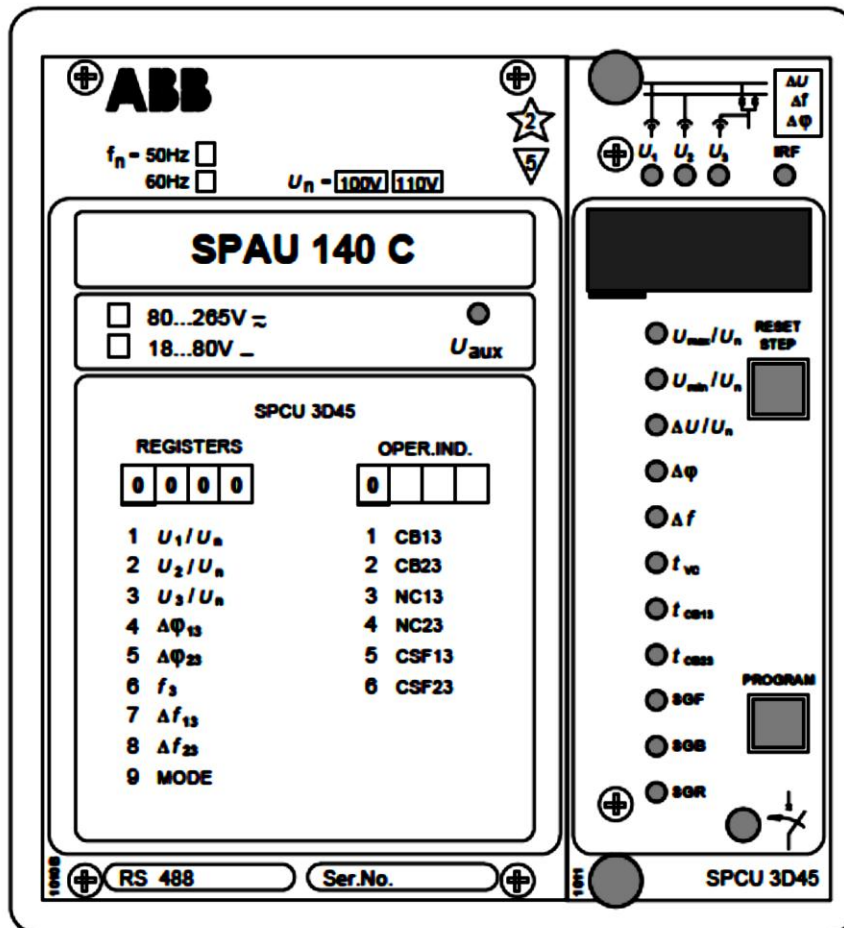 ABB
2
fn = 50Hz
60Hz
5
Un = 100V 110V
SPAU 140 C
80...265V
18...80V
Uaux
SPCU 3D45
REGISTERS
0 0 0 0
1 U1/Un
2 U2/Un
3 U3/Un
4 Δφ13
5 Δφ23
6 f3
7 Δf13
8 Δf23
9 MODE
OPER.IND.
0
1 CB13
2 CB23
3 NC13
4 NC23
5 CSF13
6 CSF23
RS 488
Ser.No.
ΔU
Δf
Δφ
U1 U2 U3 IRF
Umax/Un
RESET
STEP
Umin/Un
ΔU/Un
Δφ
Δf
tVC
tCB13
PROGRAM
SGF
SGB
SGR
SPCU 3D45